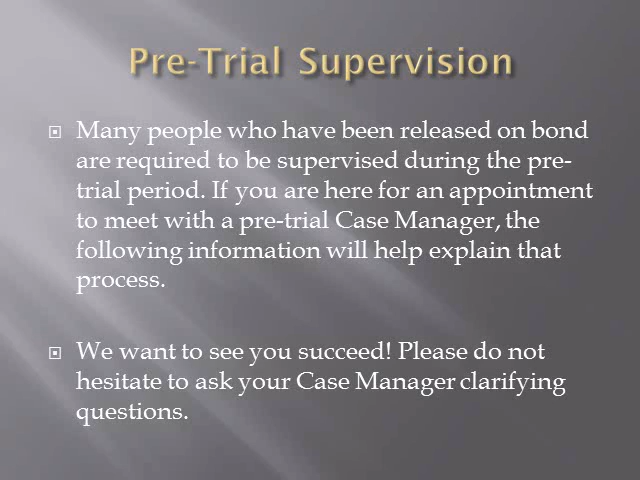 Pre-Trial Supervision
Many people who have been released on bond
are required to be supervised during the pre-
trial period. If you are here for an appointment
to meet with a pre-trial Case Manager, the
following information will help explain that
process.
We want to see you succeed! Please do not
hesitate to ask your Case Manager clarifying
questions.